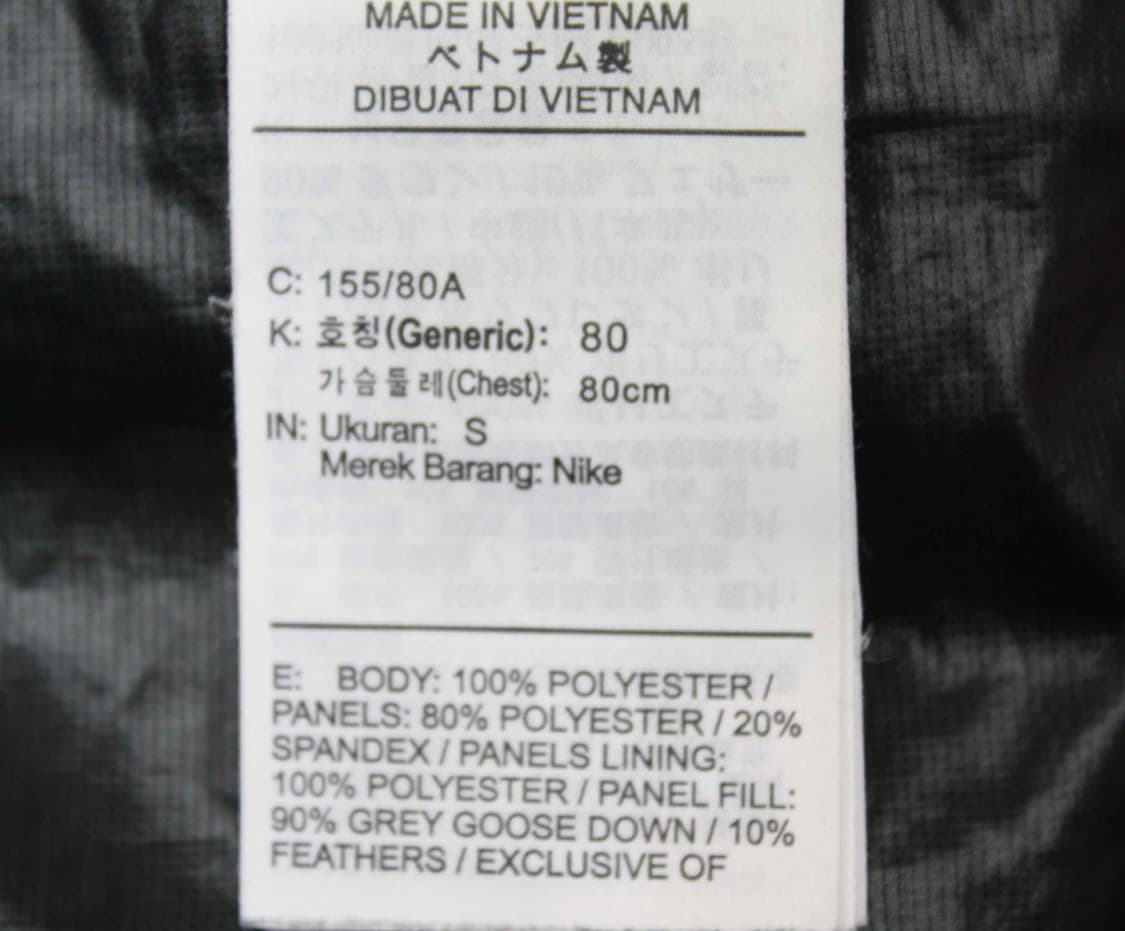 MADE IN VIETNAM
ベトナム製
DIBUAT DI VIETNAM
C: 155/80A
K: 호칭(Generic): 80
가슴둘레(Chest): 80cm
IN: Ukuran: S
Merek Barang: Nike
E: BODY: 100% POLYESTER /
PANELS: 80% POLYESTER / 20%
SPANDEX / PANELS LINING:
100% POLYESTER / PANEL FILL:
90% GREY GOOSE DOWN / 10%
FEATHERS / EXCLUSIVE OF